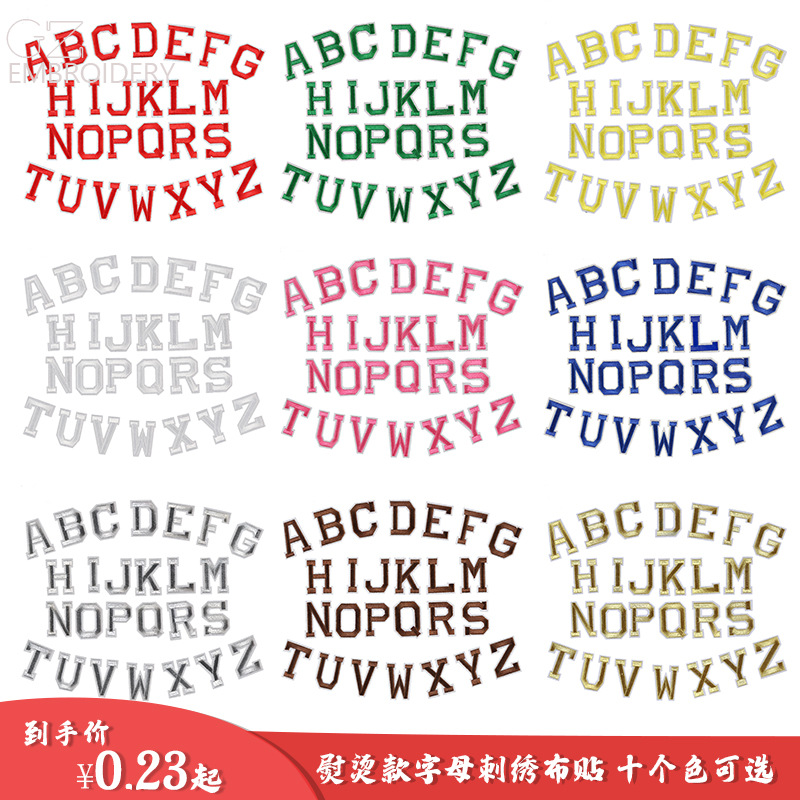 GZ
EMBROIDERY
ABCDEFG
HIJKLM
NOPQRS
TUVWXYZ
ABCDEFG
HIJKLM
NOPQRS
TUVWXYZ
ABCDEFG
HIJKLM
NOPQRS
TUVWXYZ
ABCDEFG
HIJKLM
NOPQRS
TUVWXYZ
ABCDEFG
HIJKLM
NOPQRS
TUVWXYZ
ABCDEFG
HIJKLM
NOPQRS
TUVWXYZ
ABCDEFG
HIJKLM
NOPQRS
TUVWXYZ
ABCDEFG
HIJKLM
NOPQRS
TUVWXYZ
ABCDEFG
HIJKLM
NOPQRS
TUVWXYZ
到手价
¥0.23起
熨烫款字母刺绣布贴 十个色可选